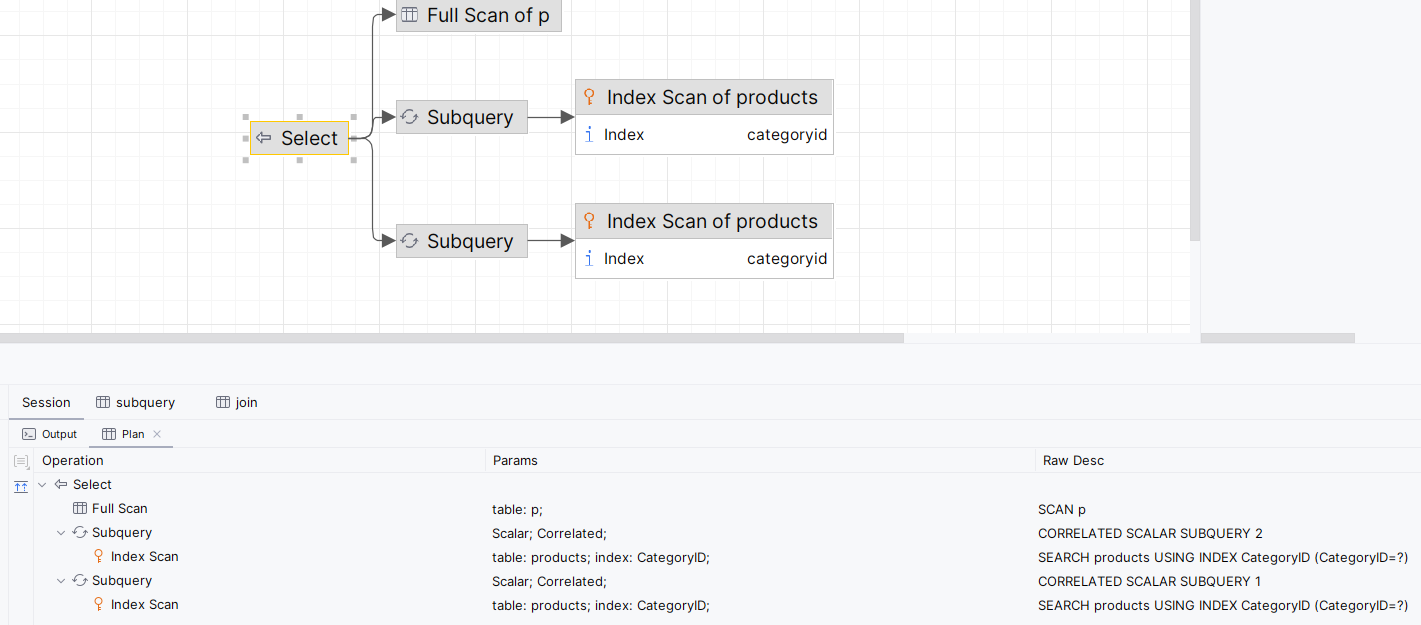 Full Scan of p
Index Scan of products
Subquery
Index categoryid
Select
Index Scan of products
Subquery
Index categoryid
Session subquery join
Output Plan
Operation Params Raw Desc
Select
Full Scan table: p; SCAN p
Subquery Scalar; Correlated; CORRELATED SCALAR SUBQUERY 2
Index Scan table: products; index: CategoryID; SEARCH products USING INDEX CategoryID (CategoryID=?)
Subquery Scalar; Correlated; CORRELATED SCALAR SUBQUERY 1
Index Scan table: products; index: CategoryID; SEARCH products USING INDEX CategoryID (CategoryID=?)